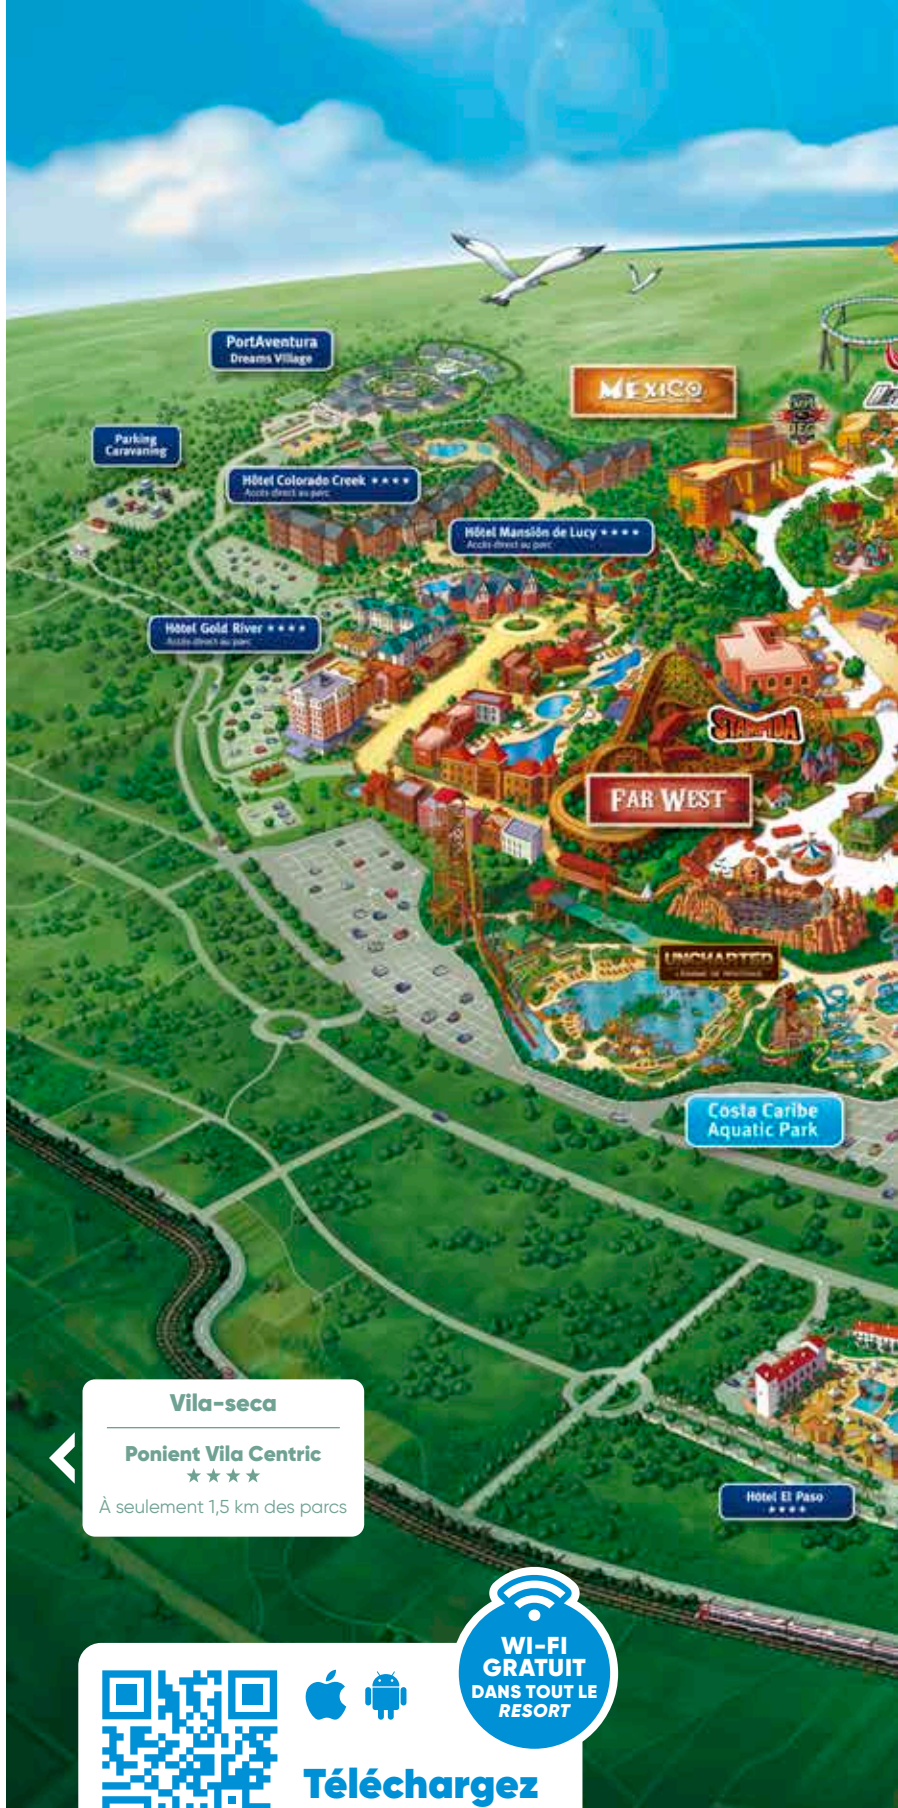 PortAventura
Dreams Village
MÉXICO
Parking
Caravaning
Hôtel Colorado Creek ★★★★
Accès direct au parc
Hôtel Mansión de Lucy ★★★★
Accès direct au parc
Hôtel Gold River ★★★★
Accès direct au parc
STAMPIDA
FAR WEST
UNCHARTED
Costa Caribe
Aquatic Park
Vila-seca
Ponient Vila Centric
★★★★
À seulement 1,5 km des parcs
Hôtel El Paso
★★★★
WI-FI
GRATUIT
DANS TOUT LE
RESORT
Téléchargez